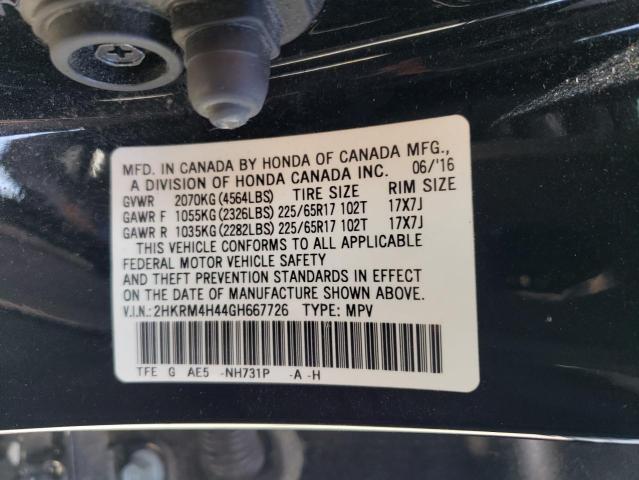 MFD. IN CANADA BY HONDA OF CANADA MFG.,
A DIVISION OF HONDA CANADA INC. 06/'16
GVWR 2070KG (4564LBS) TIRE SIZE RIM SIZE
GAWR F 1055KG (2326LBS) 225/65R17 102T 17X7J
GAWR R 1035KG (2282LBS) 225/65R17 102T 17X7J
THIS VEHICLE CONFORMS TO ALL APPLICABLE
FEDERAL MOTOR VEHICLE SAFETY
AND THEFT PREVENTION STANDARDS IN EFFECT
ON THE DATE OF MANUFACTURE SHOWN ABOVE.
V.I.N.: 2HKRM4H44GH667726 TYPE: MPV
TFE G AE5 -NH731P -A -H